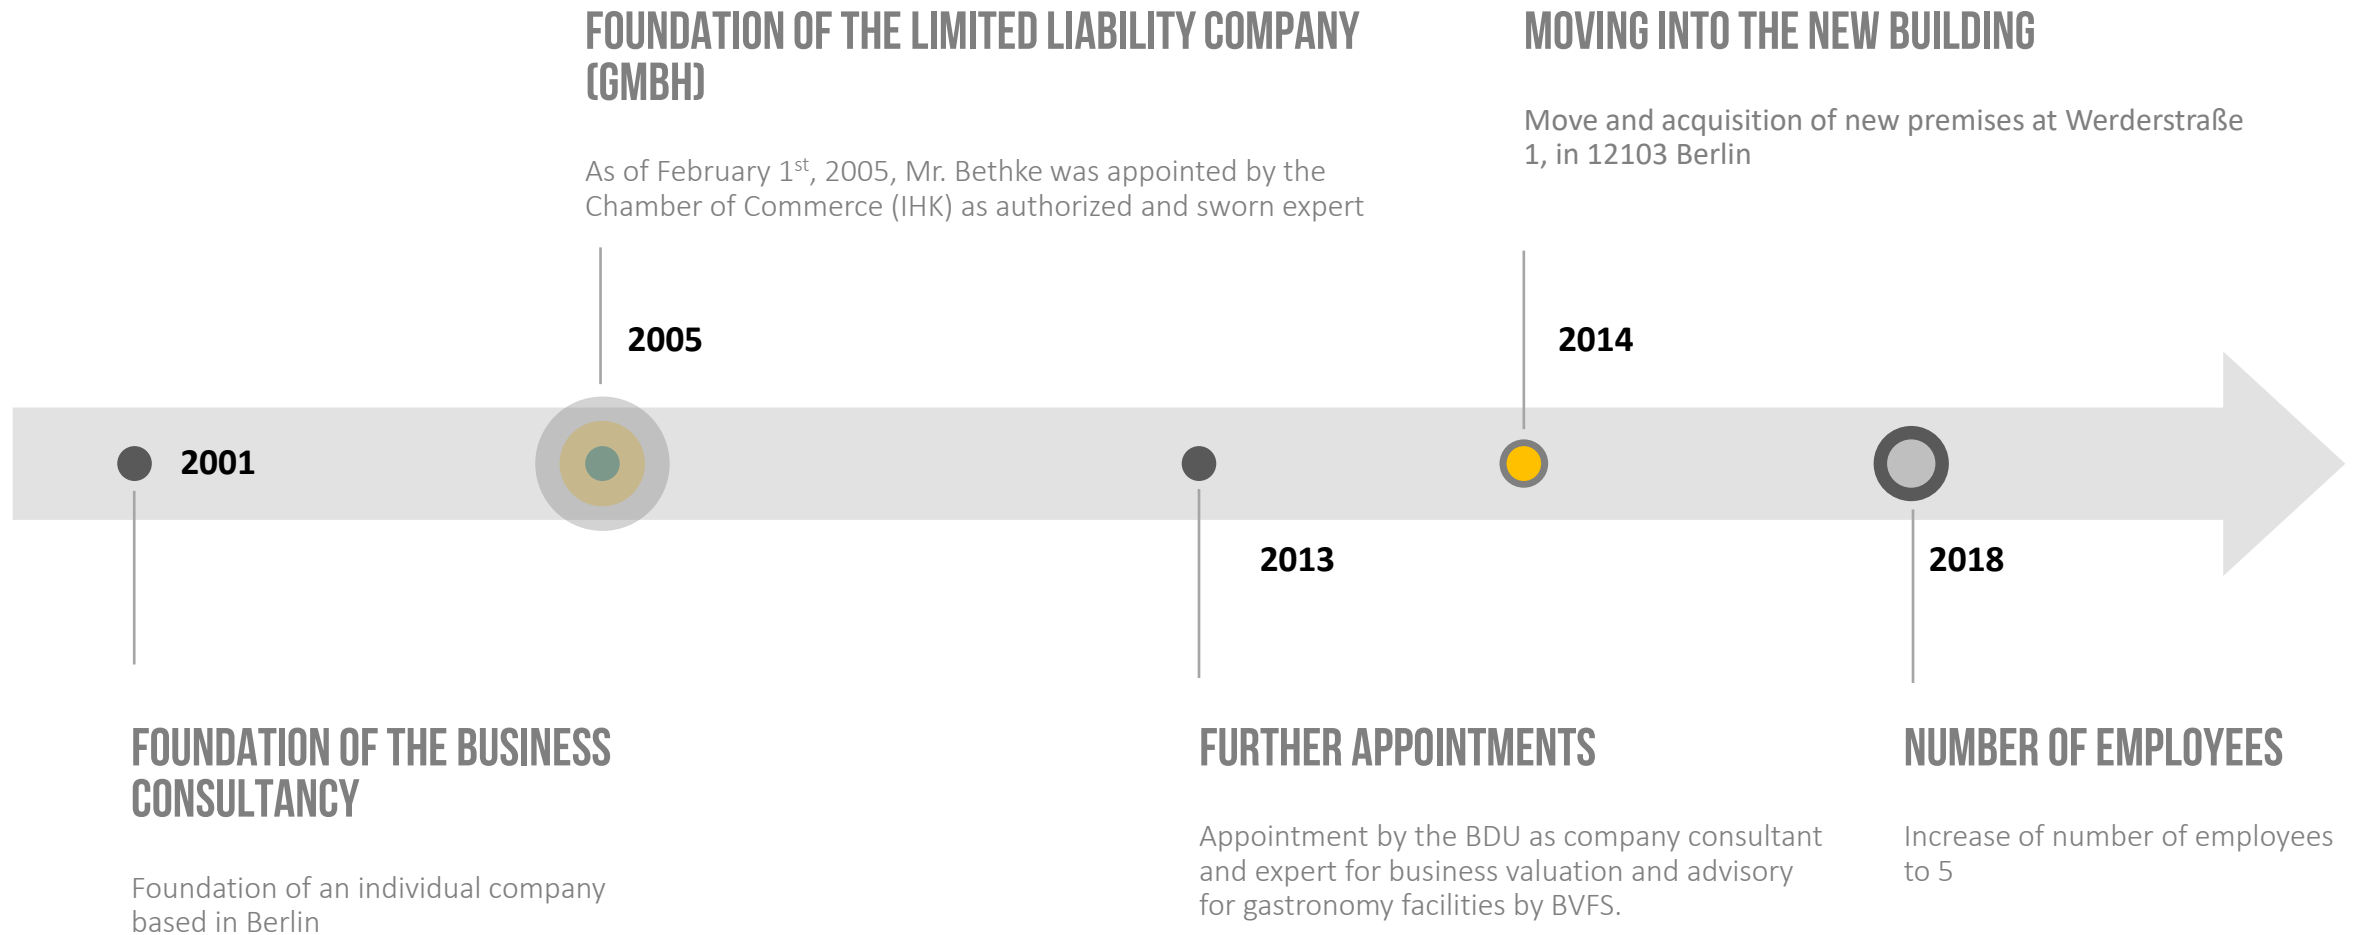 FOUNDATION OF THE LIMITED LIABILITY COMPANY
(GMBH)
As of February 1st, 2005, Mr. Bethke was appointed by the
Chamber of Commerce (IHK) as authorized and sworn expert
MOVING INTO THE NEW BUILDING
Move and acquisition of new premises at Werderstraße
1, in 12103 Berlin
2005
2014
2001
2013
2018
FOUNDATION OF THE BUSINESS
CONSULTANCY
Foundation of an individual company
based in Berlin
FURTHER APPOINTMENTS
Appointment by the BDU as company consultant
and expert for business valuation and advisory
for gastronomy facilities by BVFS.
NUMBER OF EMPLOYEES
Increase of number of employees
to 5